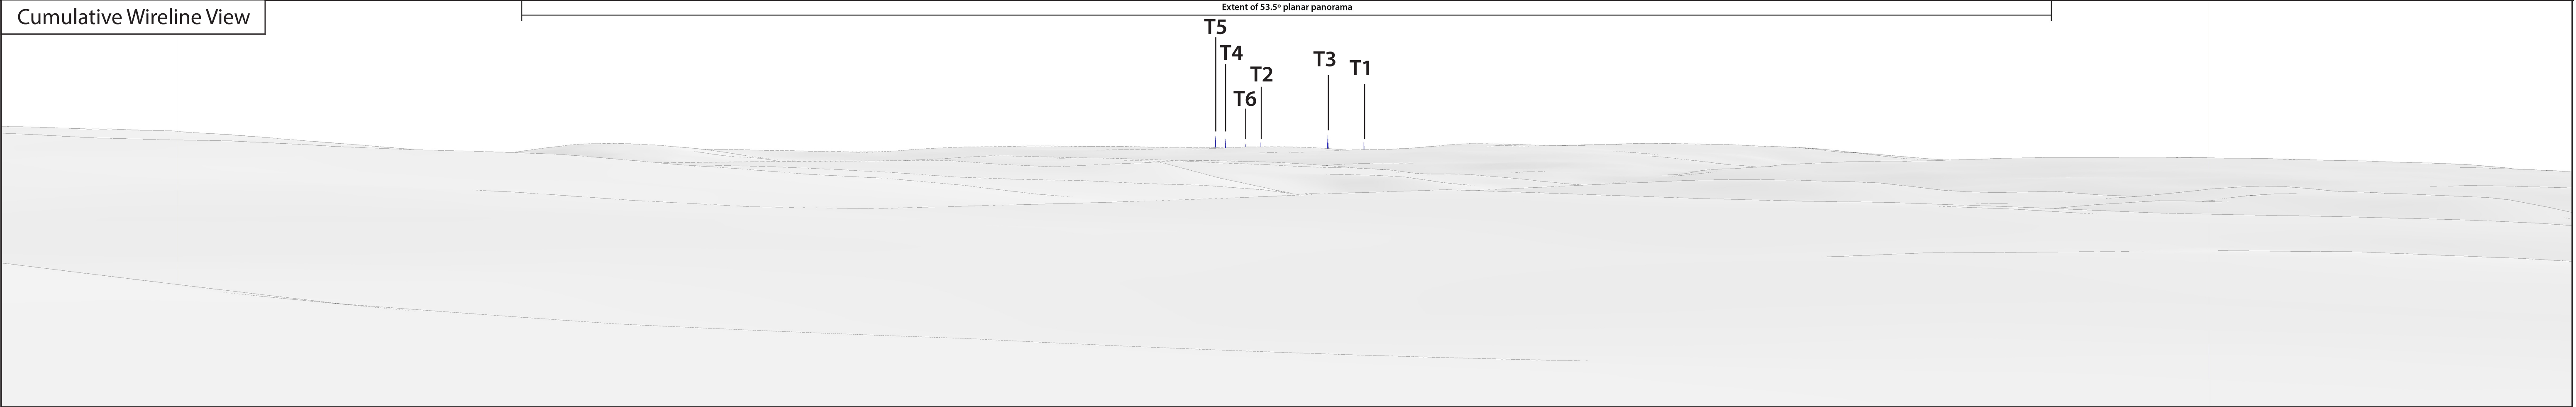 Cumulative Wireline View
Extent of 53.5º planar panorama
T5
T4
T2
T6
T3
T1